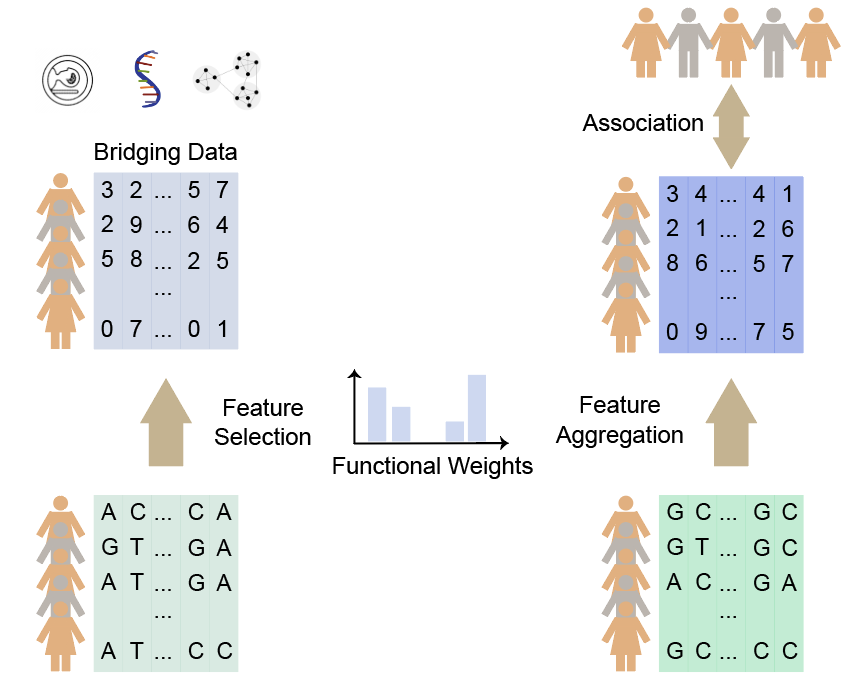 Bridging Data
3 2 ... 5 7
2 9 ... 6 4
5 8 ... 2 5
...
0 7 ... 0 1
Feature
Selection
A C ... C A
G T ... G A
A T ... G A
...
A T ... C C
Functional Weights
Association
3 4 ... 4 1
2 1 ... 2 6
8 6 ... 5 7
...
0 9 ... 7 5
Feature
Aggregation
G C ... G C
G T ... G C
A C ... G A
...
G C ... C C